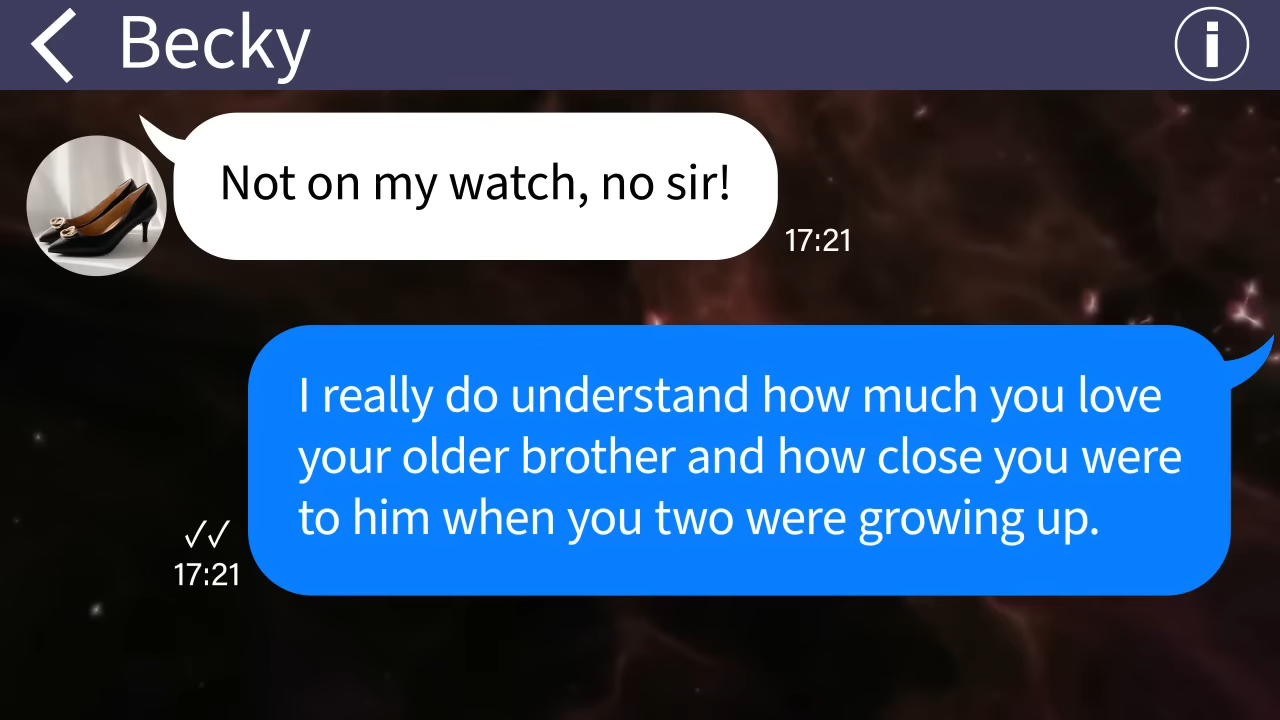 Becky
Not on my watch, no sir!
17:21
I really do understand how much you love
your older brother and how close you were
to him when you two were growing up.
17:21